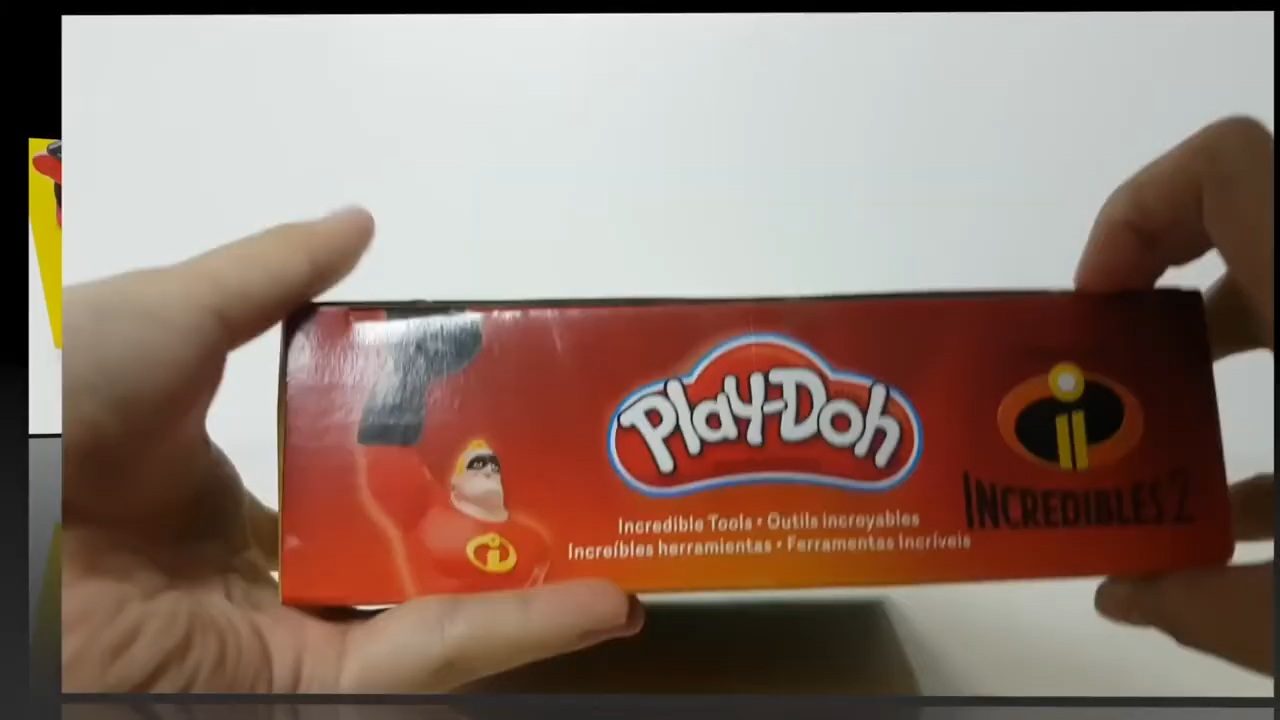 Play-Doh
Incredible Tools • Outils incroyables
Increíbles herramientas • Ferramentas Incríveis
INCREDIBLES 2